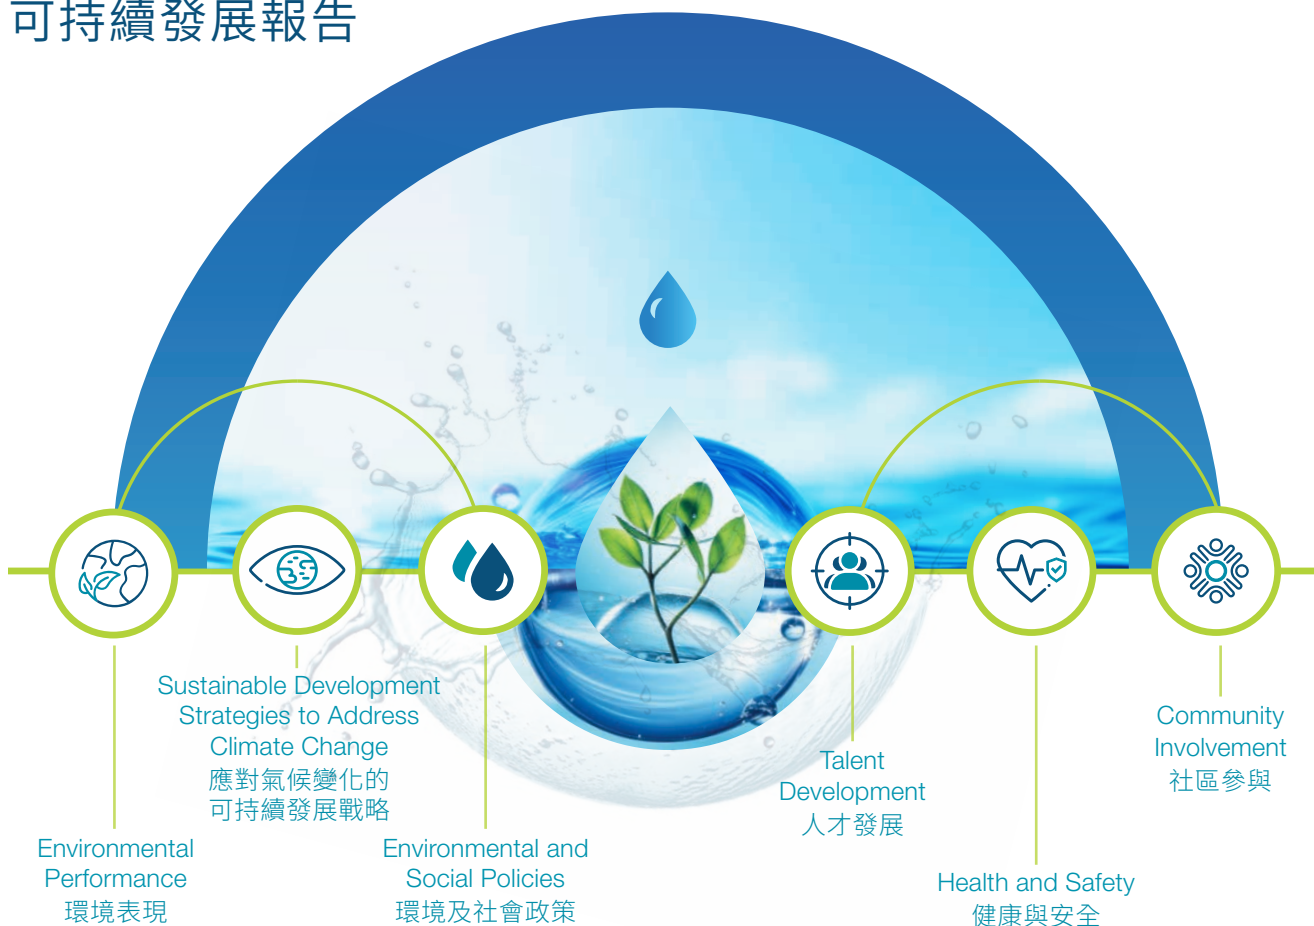 可持續發展報告
Environmental
Performance
環境表現
Sustainable Development
Strategies to Address
Climate Change
應對氣候變化的
可持續發展戰略
Environmental and
Social Policies
環境及社會政策
Talent
Development
人才發展
Health and Safety
健康與安全
Community
Involvement
社區參與